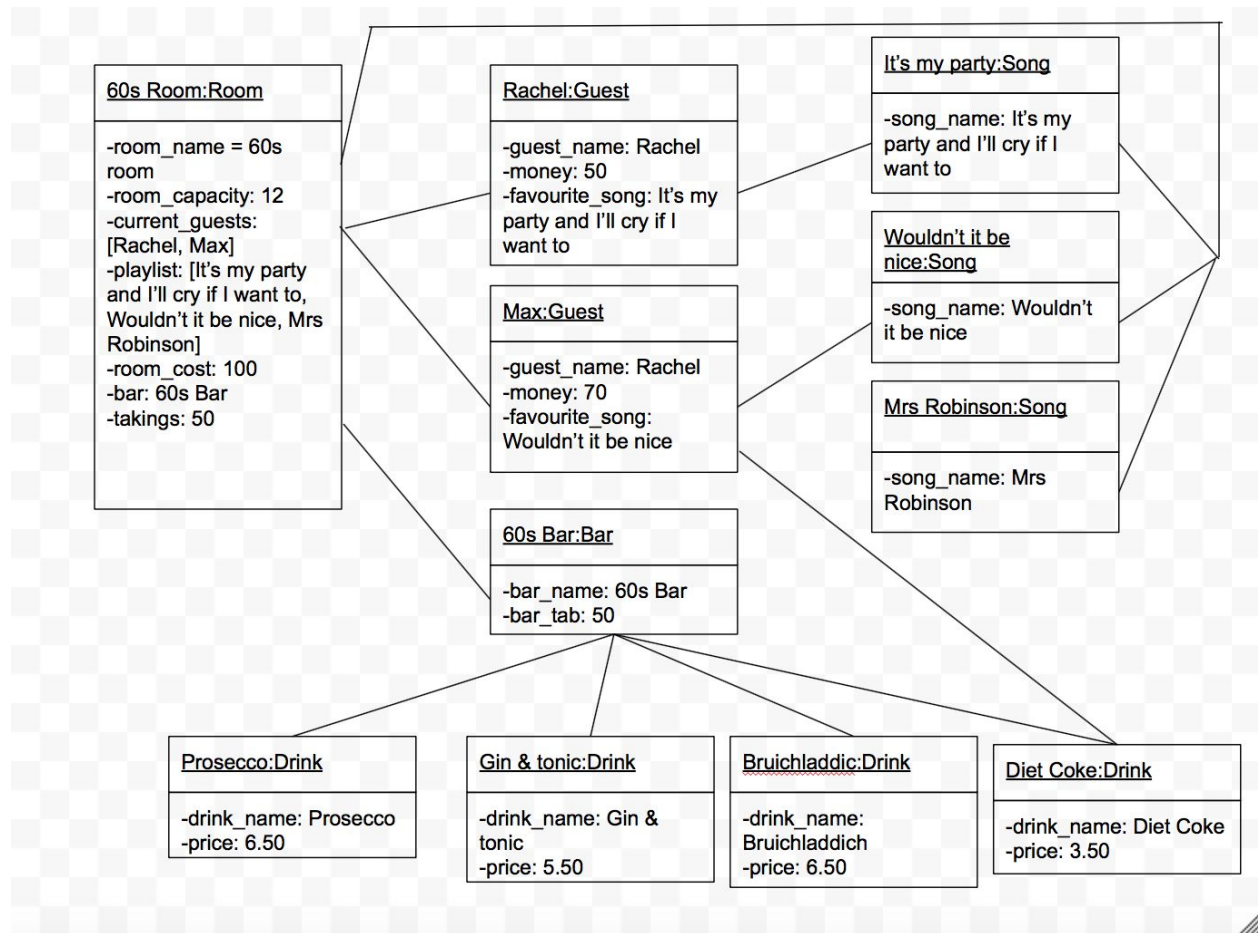 60s Room:Room
-room_name = 60s
room
-room_capacity: 12
-current_guests:
[Rachel, Max]
-playlist: [It's my party
and I'll cry if I want to,
Wouldn't it be nice, Mrs
Robinson]
-room_cost: 100
-bar: 60s Bar
-takings: 50
Rachel:Guest
-guest_name: Rachel
-money: 50
-favourite_song: It's my
party and I'll cry if I
want to
Max:Guest
-guest_name: Rachel
-money: 70
-favourite_song:
Wouldn't it be nice
It's my party:Song
-song_name: It's my
party and I'll cry if I
want to
Wouldn't it be
nice:Song
-song_name: Wouldn't
it be nice
Mrs Robinson:Song
-song_name: Mrs
Robinson
60s Bar:Bar
-bar_name: 60s Bar
-bar_tab: 50
Prosecco:Drink
-drink_name: Prosecco
-price: 6.50
Gin & tonic:Drink
-drink_name: Gin &
tonic
-price: 5.50
Bruichladdic:Drink
-drink_name:
Bruichladdich
-price: 6.50
Diet Coke:Drink
-drink_name: Diet Coke
-price: 3.50